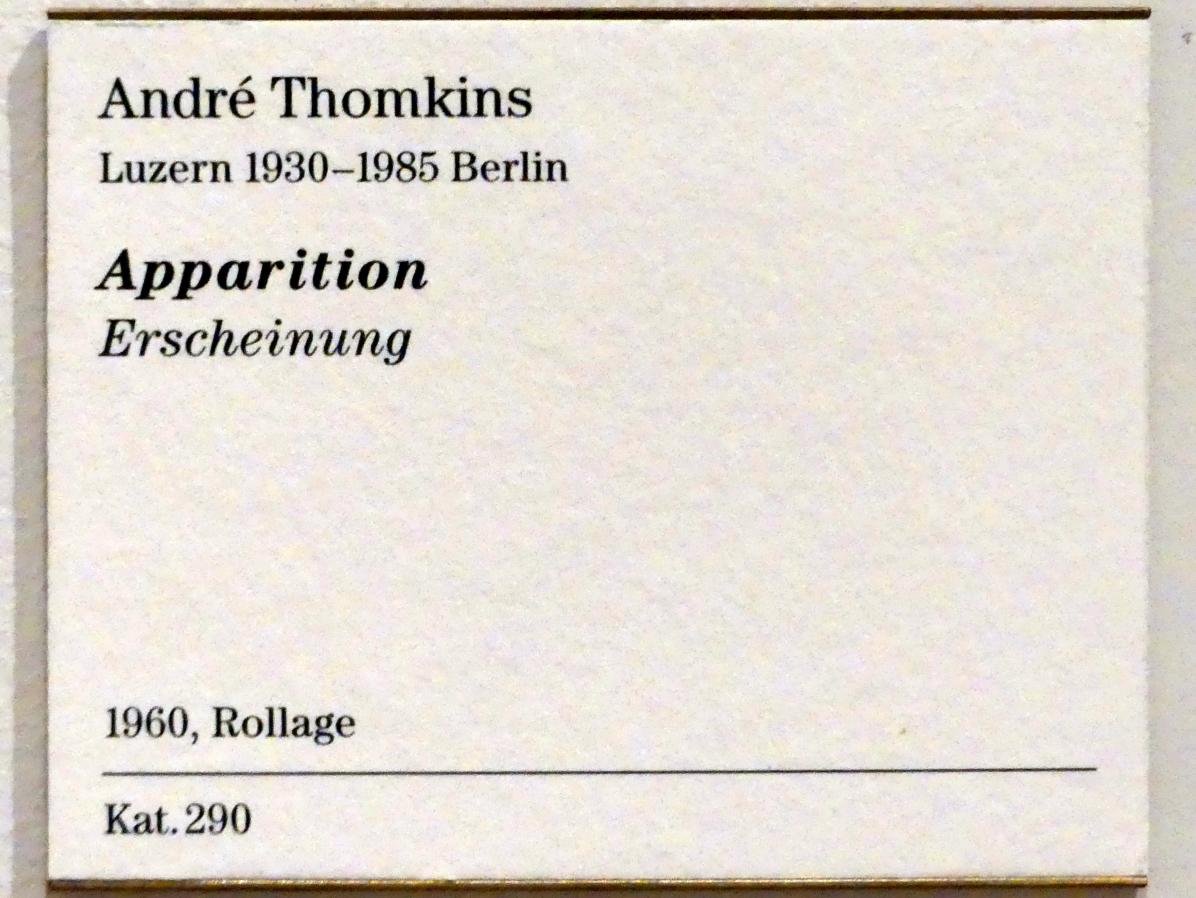 André Thomkins
Luzern 1930–1985 Berlin
Apparition
Erscheinung
1960, Rollage
Kat. 290